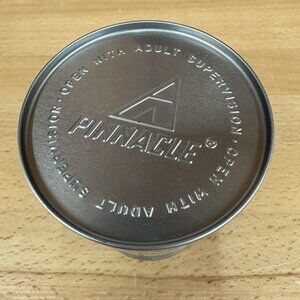 OPEN WITH ADULT SUPERVISION · OPEN WITH ADULT SUPERVISION ·
PINNACLE®